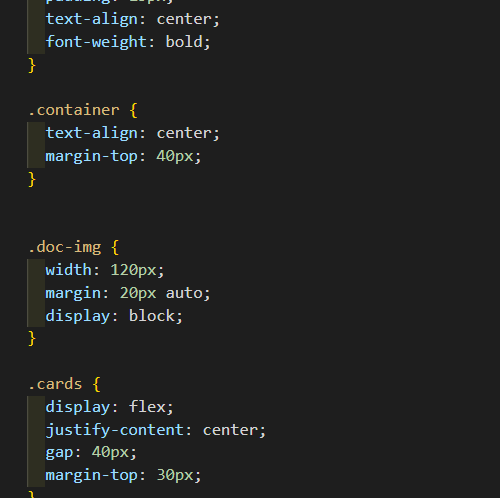 text-align: center;
font-weight: bold;
}
.container {
text-align: center;
margin-top: 40px;
}
.doc-img {
width: 120px;
margin: 20px auto;
display: block;
}
.cards {
display: flex;
justify-content: center;
gap: 40px;
margin-top: 30px;
}